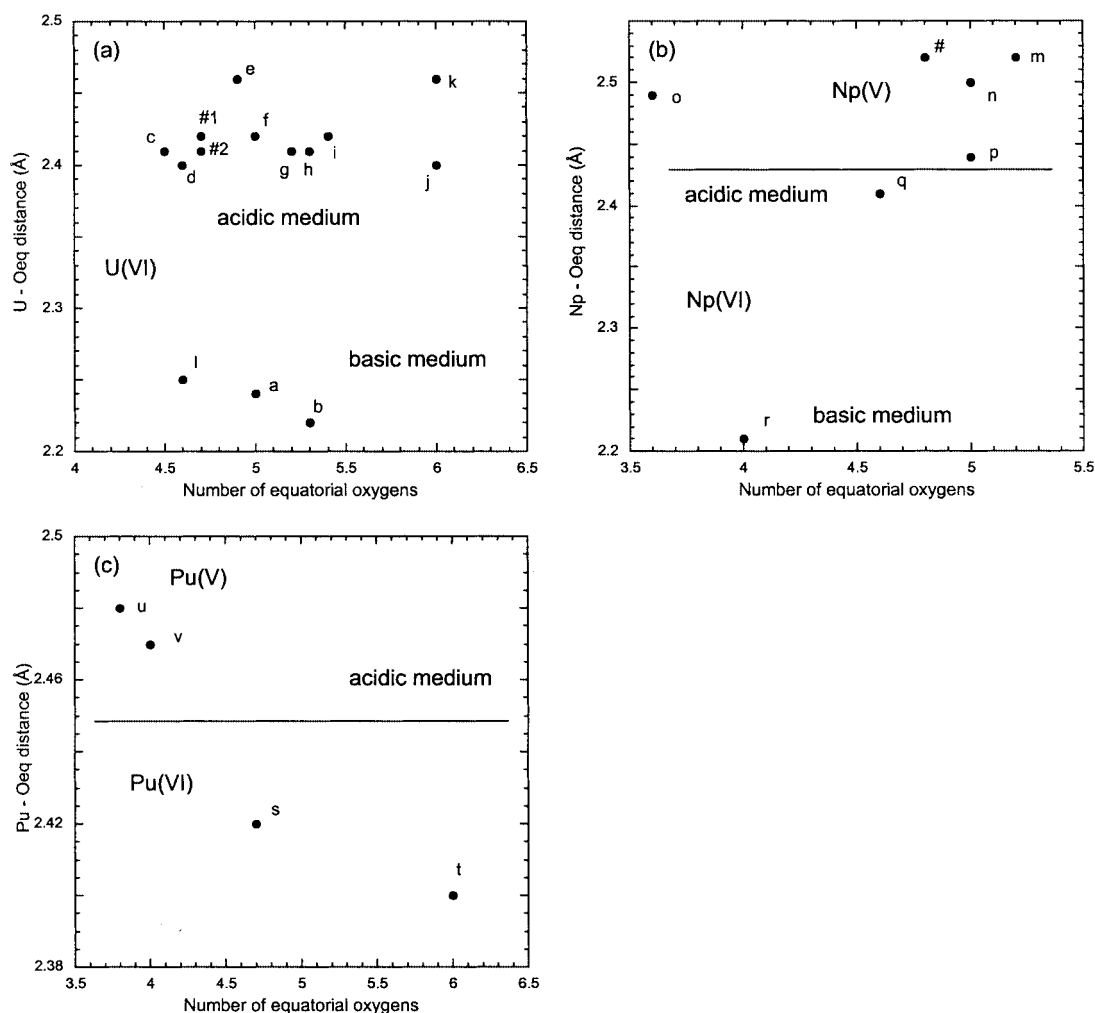 (a)
U - Oeq distance (Å)
2.5
2.4
2.3
2.2
e
k
#1
f
c
#2
i
d
g
h
j
acidic medium
U(VI)
basic medium
l
a
b
4
4.5
5
5.5
6
6.5
Number of equatorial oxygens
(b)
Np - Oeq distance (Å)
2.5
2.4
2.3
2.2
#
m
o
Np(V)
n
p
acidic medium
q
Np(VI)
basic medium
r
3.5
4
4.5
5
5.5
Number of equatorial oxygens
(c)
Pu - Oeq distance (Å)
2.5
2.46
2.42
2.38
Pu(V)
u
v
acidic medium
Pu(VI)
s
t
3.5
4
4.5
5
5.5
6
6.5
Number of equatorial oxygens